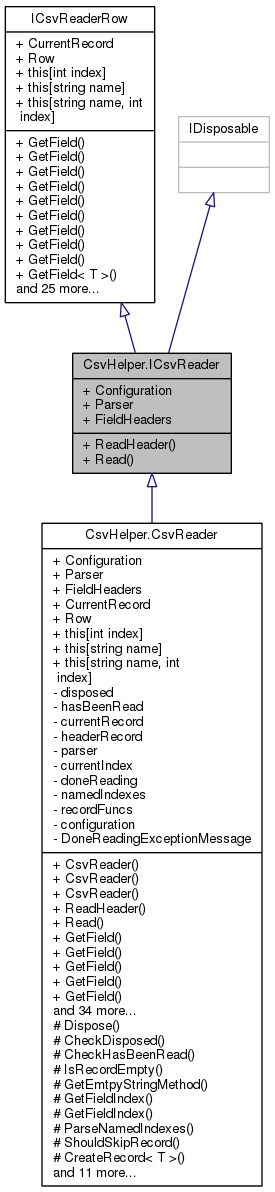 ICsvReaderRow
+ CurrentRecord
+ Row
+ this[int index]
+ this[string name]
+ this[string name, int
index]
+ GetField()
+ GetField()
+ GetField()
+ GetField()
+ GetField()
+ GetField()
+ GetField()
+ GetField()
+ GetField()
+ GetField< T >()
and 25 more...
IDisposable
CsvHelper.ICsvReader
+ Configuration
+ Parser
+ FieldHeaders
+ ReadHeader()
+ Read()
CsvHelper.CsvReader
+ Configuration
+ Parser
+ FieldHeaders
+ CurrentRecord
+ Row
+ this[int index]
+ this[string name]
+ this[string name, int
index]
- disposed
- hasBeenRead
- currentRecord
- headerRecord
- parser
- currentIndex
- doneReading
- namedIndexes
- recordFuncs
- configuration
- DoneReadingExceptionMessage
+ CsvReader()
+ CsvReader()
+ CsvReader()
+ ReadHeader()
+ Read()
+ GetField()
+ GetField()
+ GetField()
+ GetField()
+ GetField()
and 34 more...
# Dispose()
# CheckDisposed()
# CheckHasBeenRead()
# IsRecordEmpty()
# GetEmtpyStringMethod()
# GetFieldIndex()
# GetFieldIndex()
# ParseNamedIndexes()
# ShouldSkipRecord()
# CreateRecord< T >()
and 11 more...